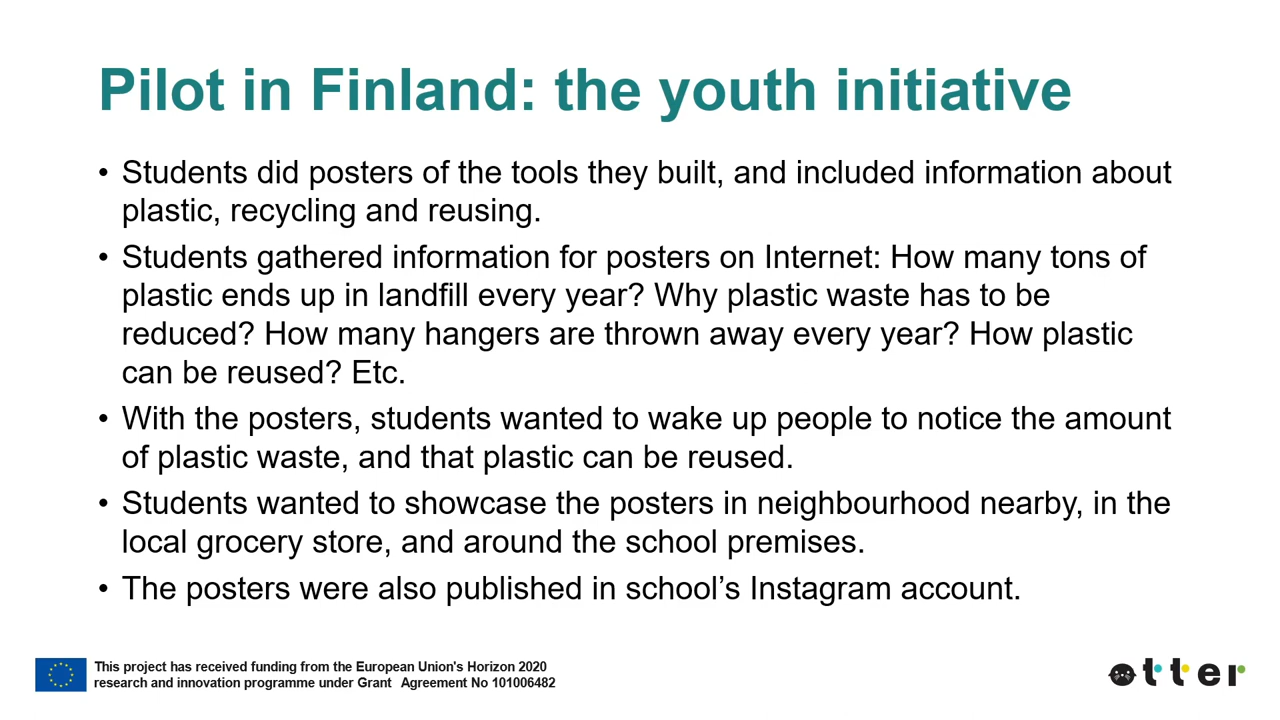 Pilot in Finland: the youth initiative
• Students did posters of the tools they built, and included information about
plastic, recycling and reusing.
• Students gathered information for posters on Internet: How many tons of
plastic ends up in landfill every year? Why plastic waste has to be
reduced? How many hangers are thrown away every year? How plastic
can be reused? Etc.
• With the posters, students wanted to wake up people to notice the amount
of plastic waste, and that plastic can be reused.
• Students wanted to showcase the posters in neighbourhood nearby, in the
local grocery store, and around the school premises.
• The posters were also published in school’s Instagram account.
This project has received funding from the European Union's Horizon 2020
research and innovation programme under Grant Agreement No 101006482
otter